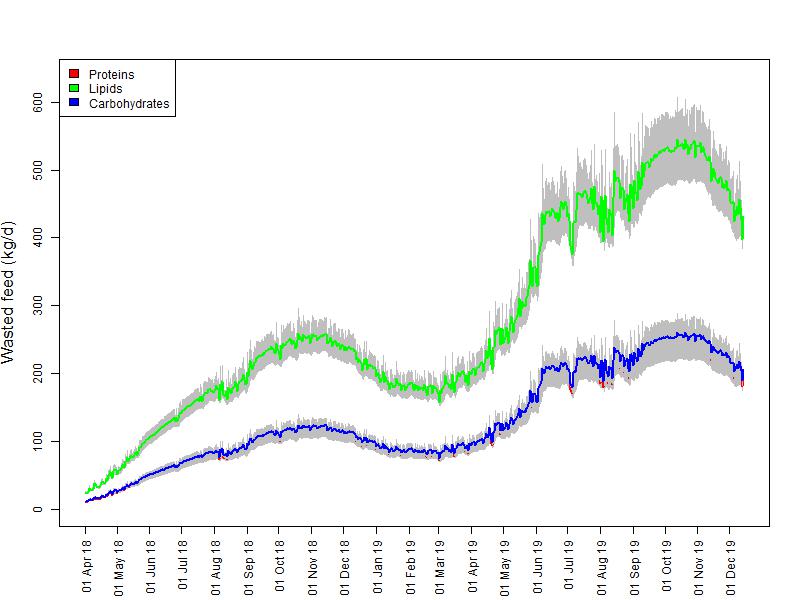 Proteins
Lipids
Carbohydrates
Wasted feed (kg/d)
600
500
400
300
200
100
0
01 Apr 18
01 May 18
01 Jun 18
01 Jul 18
01 Aug 18
01 Sep 18
01 Oct 18
01 Nov 18
01 Dec 18
01 Jan 19
01 Feb 19
01 Mar 19
01 Apr 19
01 May 19
01 Jun 19
01 Jul 19
01 Aug 19
01 Sep 19
01 Oct 19
01 Nov 19
01 Dec 19